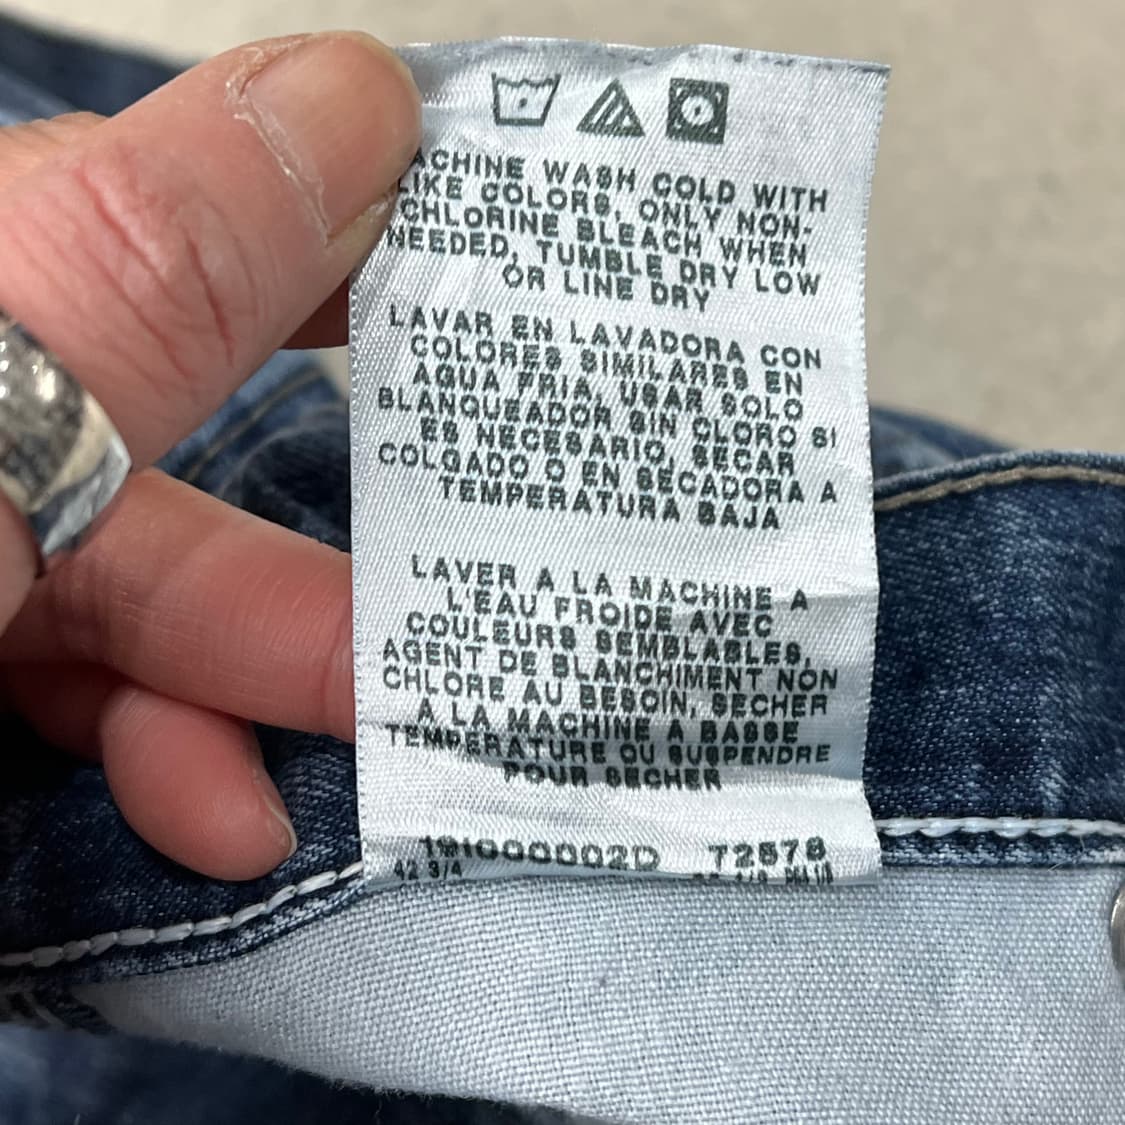 ACHINE WASH COLD WITH
LIKE COLORS, ONLY NON-
CHLORINE BLEACH WHEN
NEEDED, TUMBLE DRY LOW
OR LINE DRY
LAVAR EN LAVADORA CON
COLORES SIMILARES EN
AGUA FRIA, USAR SOLO
BLANQUEADOR SIN CLORO SI
ES NECESARIO, SECAR
COLGADO O EN SECADORA A
TEMPERATURA BAJA
LAVER A LA MACHINE A
L'EAU FROIDE AVEC
COULEURS SEMBLABLES,
AGENT DE BLANCHIMENT NON
CHLORE AU BESOIN, SECHER
A LA MACHINE A BASSE
TEMPERATURE OU SUSPENDRE
POUR SECHER
72578
42 3/4